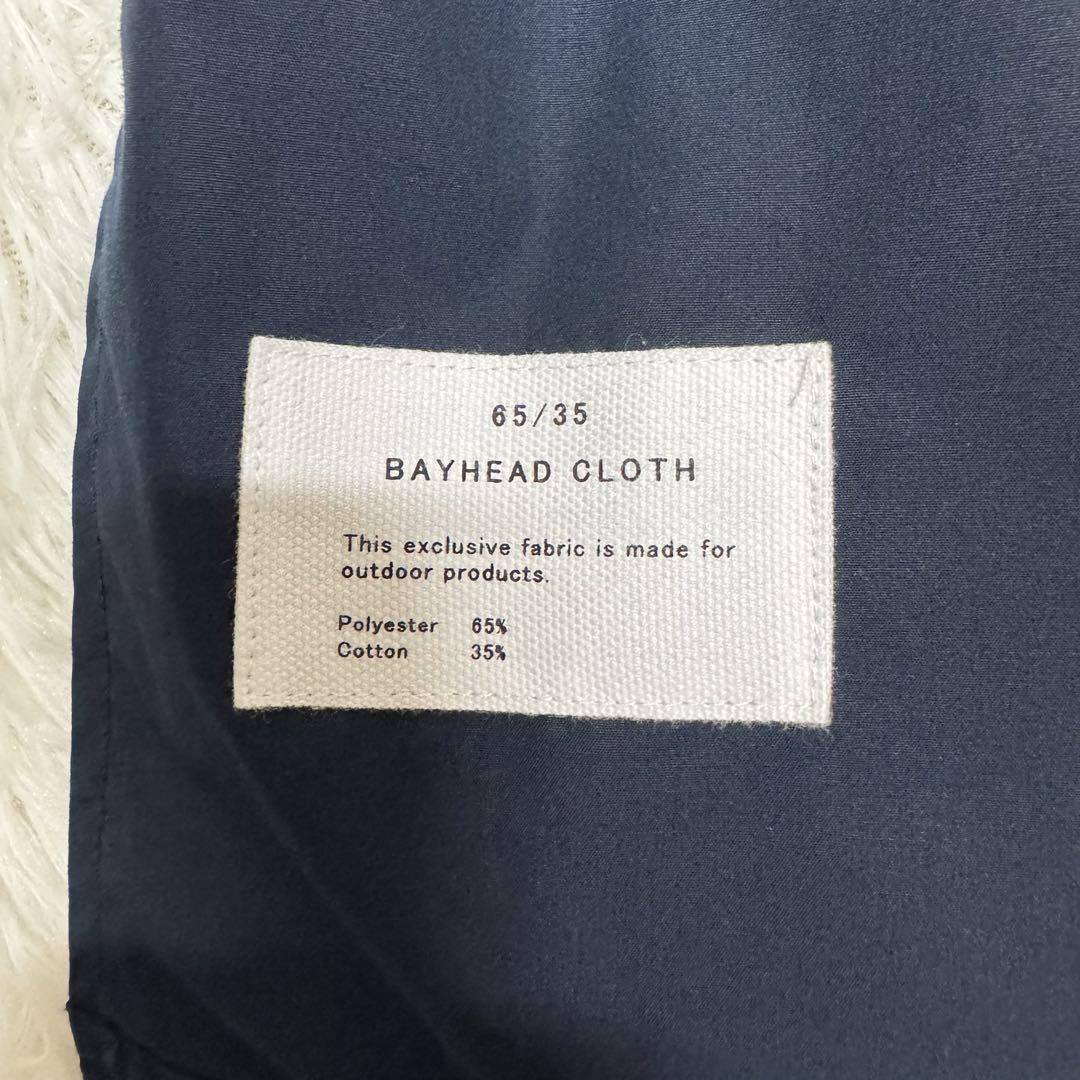 65/35
BAYHEAD CLOTH
This exclusive fabric is made for
outdoor products.
Polyester 65%
Cotton 35%